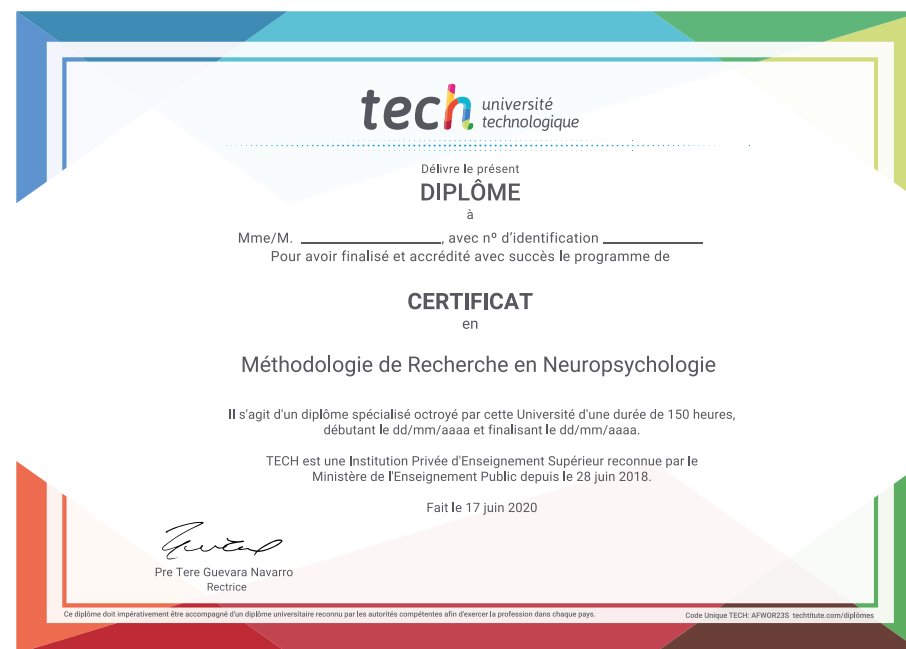 tech université
technologique
Délivre le présent
DIPLÔME
à
Mme/M. ____________________, avec nº d'identification ______________
Pour avoir finalisé et accrédité avec succès le programme de
CERTIFICAT
en
Méthodologie de Recherche en Neuropsychologie
Il s'agit d'un diplôme spécialisé octroyé par cette Université d'une durée de 150 heures,
débutant le dd/mm/aaaa et finalisant le dd/mm/aaaa.
TECH est une Institution Privée d'Enseignement Supérieur reconnue par le
Ministère de l'Enseignement Public depuis le 28 juin 2018.
Fait le 17 juin 2020
Pre Tere Guevara Navarro
Rectrice
Ce diplôme doit impérativement être accompagné d'un diplôme universitaire reconnu par les autorités compétentes afin d'exercer la profession dans chaque pays.
Code Unique TECH: AFWOR23S techtitute.com/diplômes